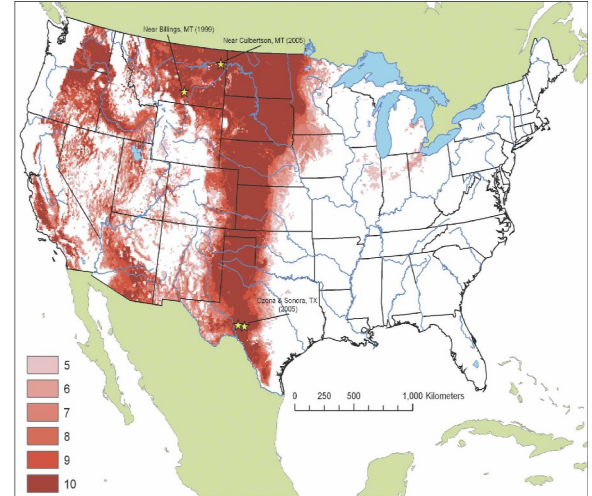 Near Billings, MT (1999)
Near Culbertson, MT (2005)
Ozona & Sonora, TX
(2005)
0 250 500 1,000 Kilometers
5
6
7
8
9
10